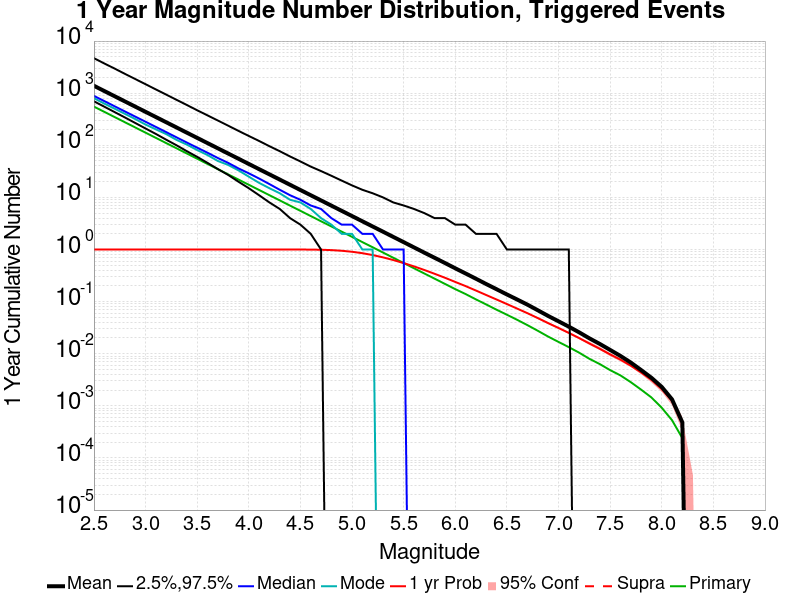 1 Year Magnitude Number Distribution, Triggered Events
1 Year Cumulative Number
10^4
10^3
10^2
10^1
10^0
10^-1
10^-2
10^-3
10^-4
10^-5
2.5 3.0 3.5 4.0 4.5 5.0 5.5 6.0 6.5 7.0 7.5 8.0 8.5 9.0
Magnitude
Mean 2.5%,97.5% Median Mode 1 yr Prob 95% Conf Supra Primary